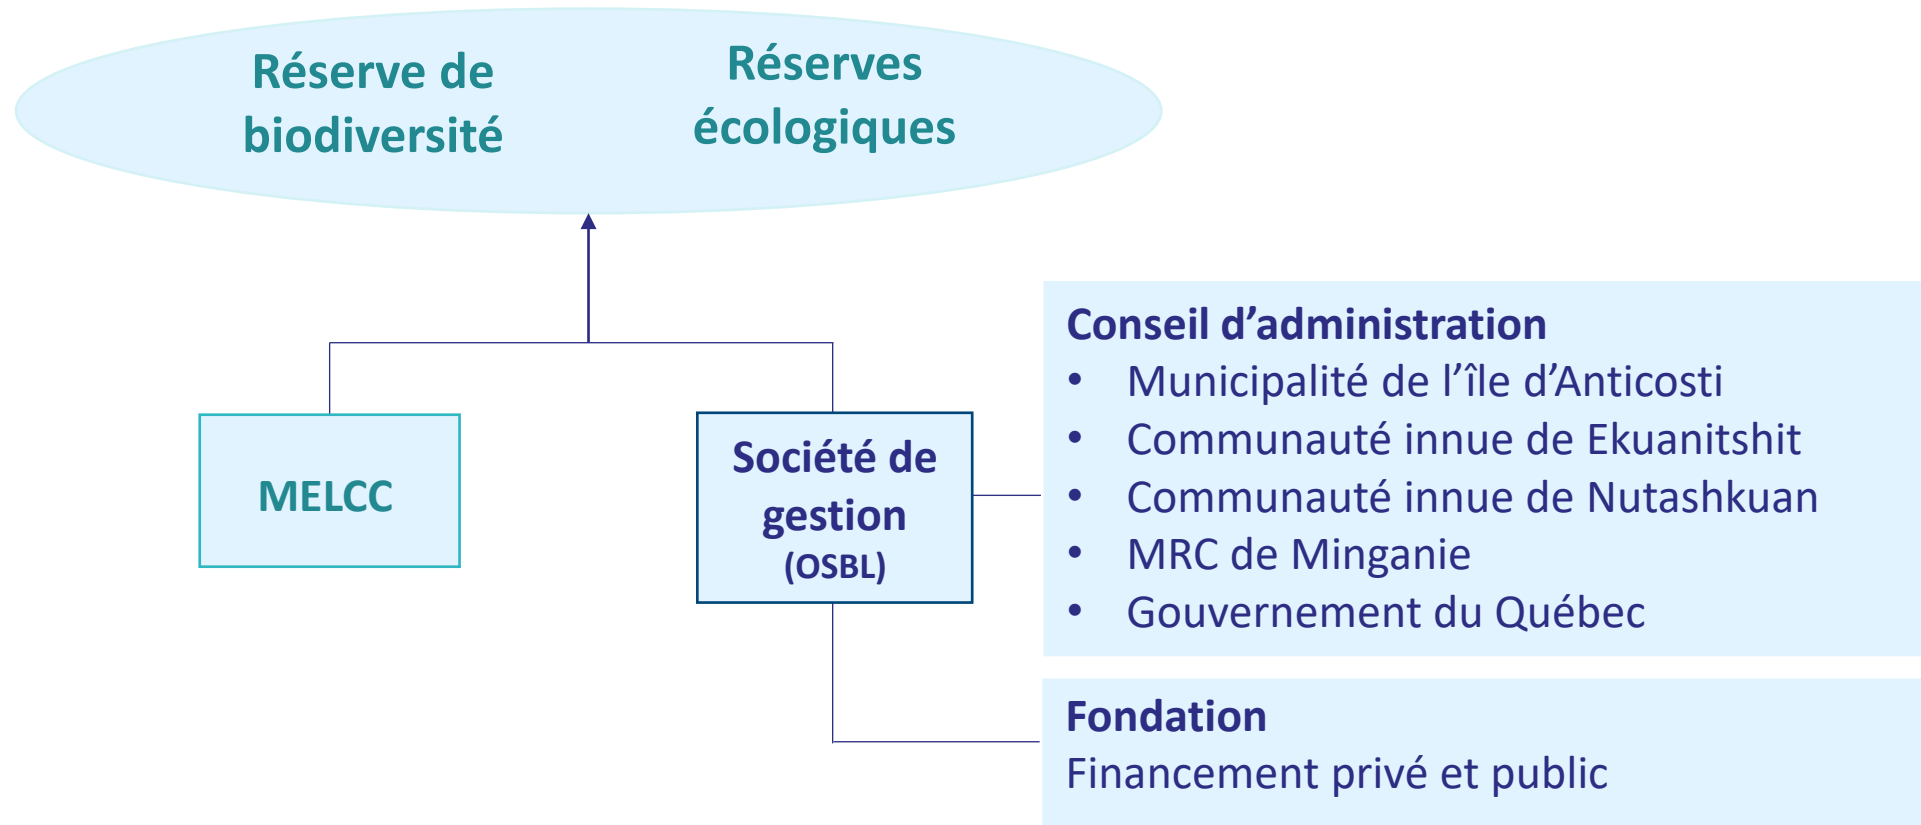 Réserve de
biodiversité
Réserves
écologiques
MELCC
Société de
gestion
(OSBL)
Conseil d’administration
• Municipalité de l’île d’Anticosti
• Communauté innue de Ekuanitshit
• Communauté innue de Nutashkuan
• MRC de Minganie
• Gouvernement du Québec
Fondation
Financement privé et public